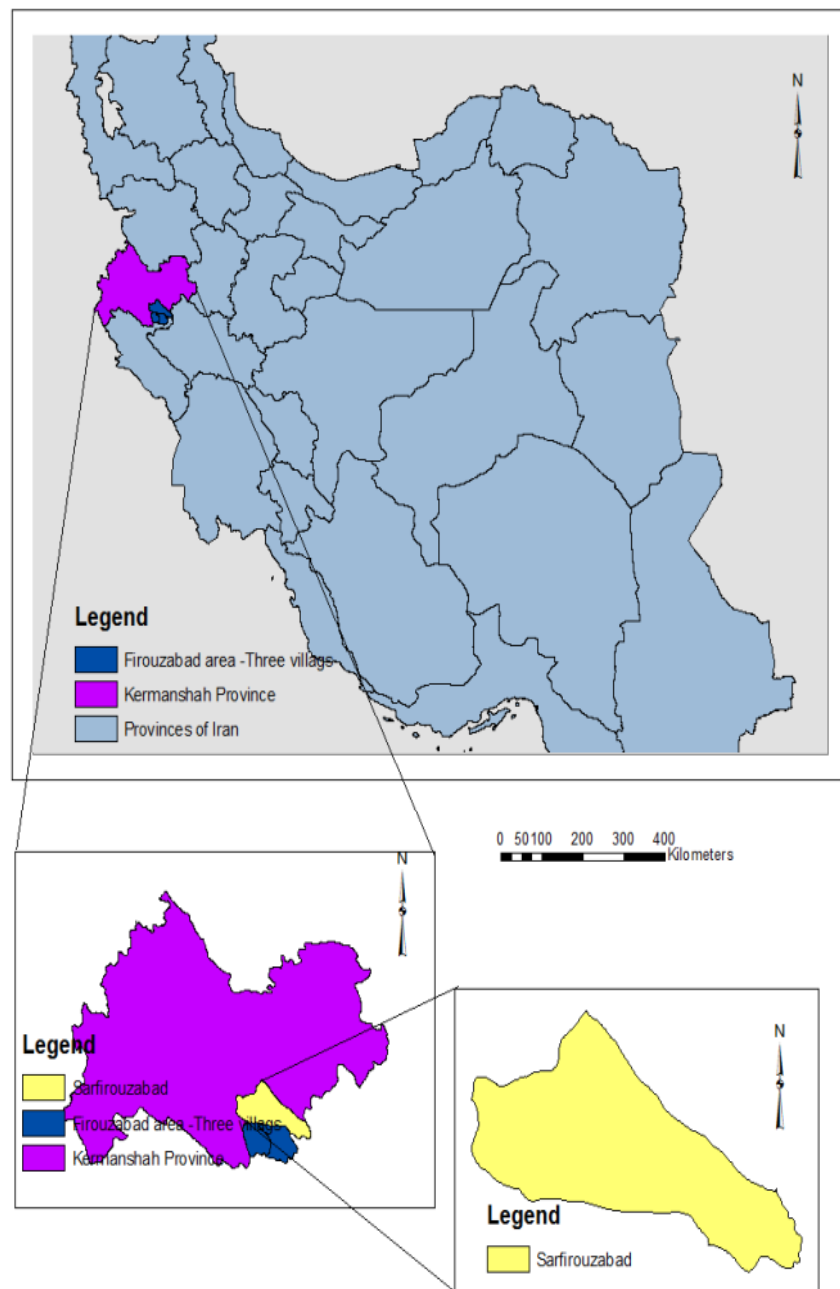 N
Legend
Firouzabad area -Three villags
Kermanshah Province
Provinces of Iran
0 50 100 200 300 400
Kilometers
N
Legend
Sarfirouzabad
Firouzabad area -Three villags
Kermanshah Province
N
Legend
Sarfirouzabad